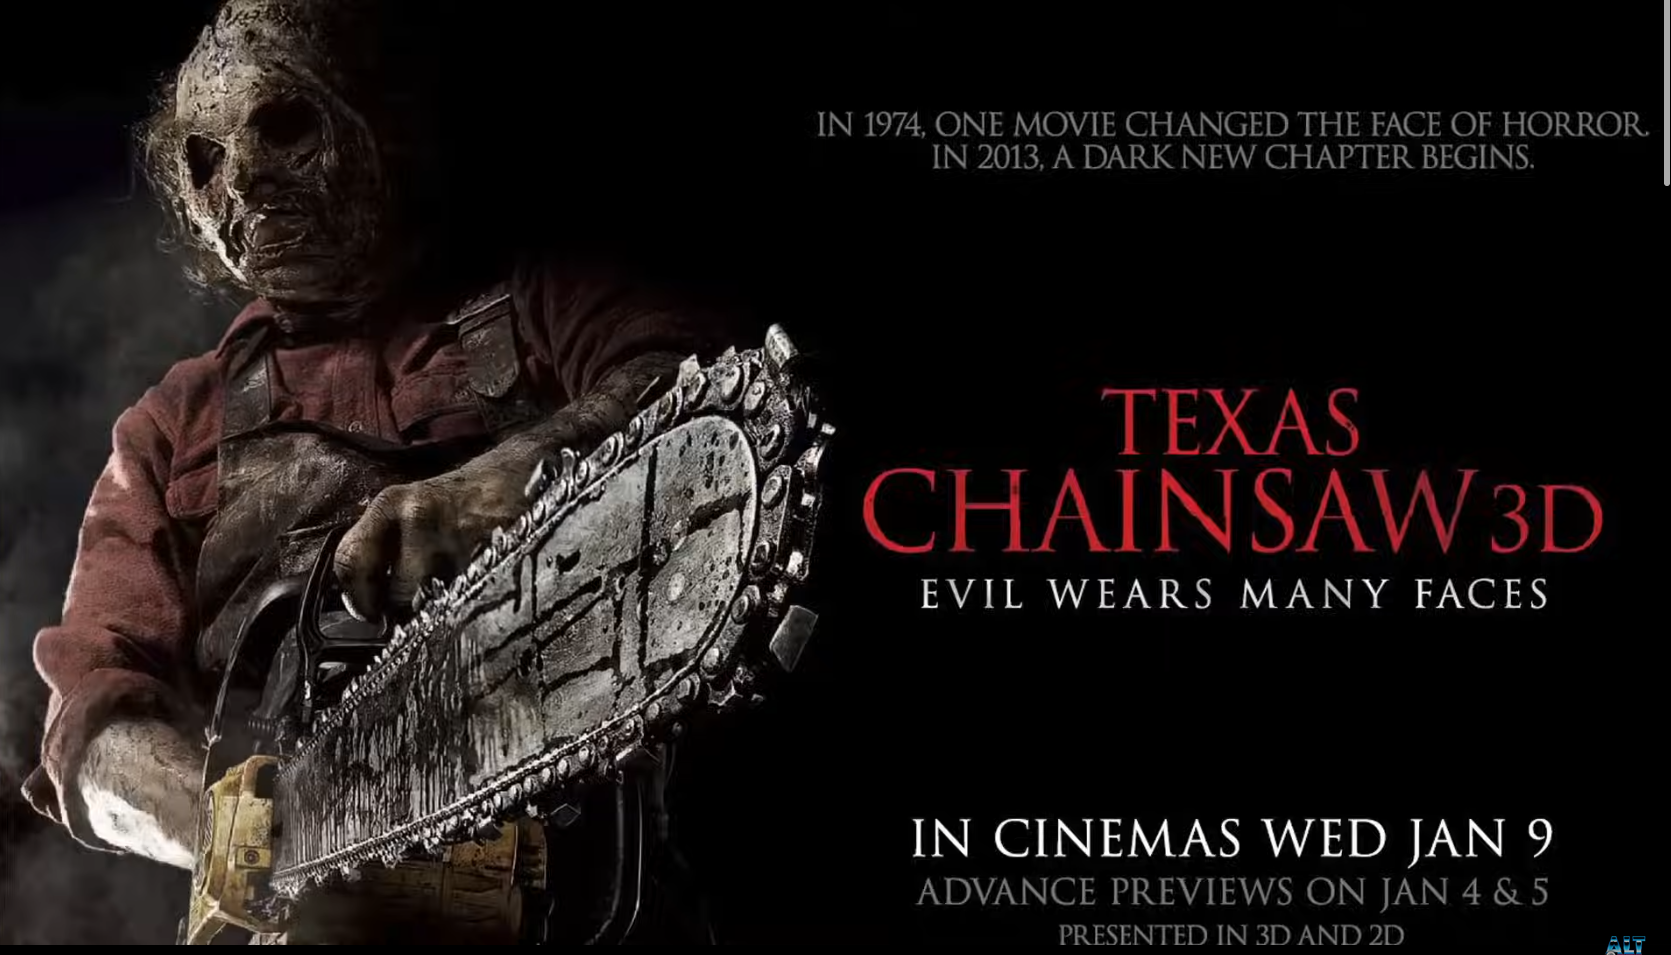 IN 1974, ONE MOVIE CHANGED THE FACE OF HORROR.
IN 2013, A DARK NEW CHAPTER BEGINS.
TEXAS
CHAINSAW 3D
EVIL WEARS MANY FACES
IN CINEMAS WED JAN 9
ADVANCE PREVIEWS ON JAN 4 & 5
PRESENTED IN 3D AND 2D
ALT